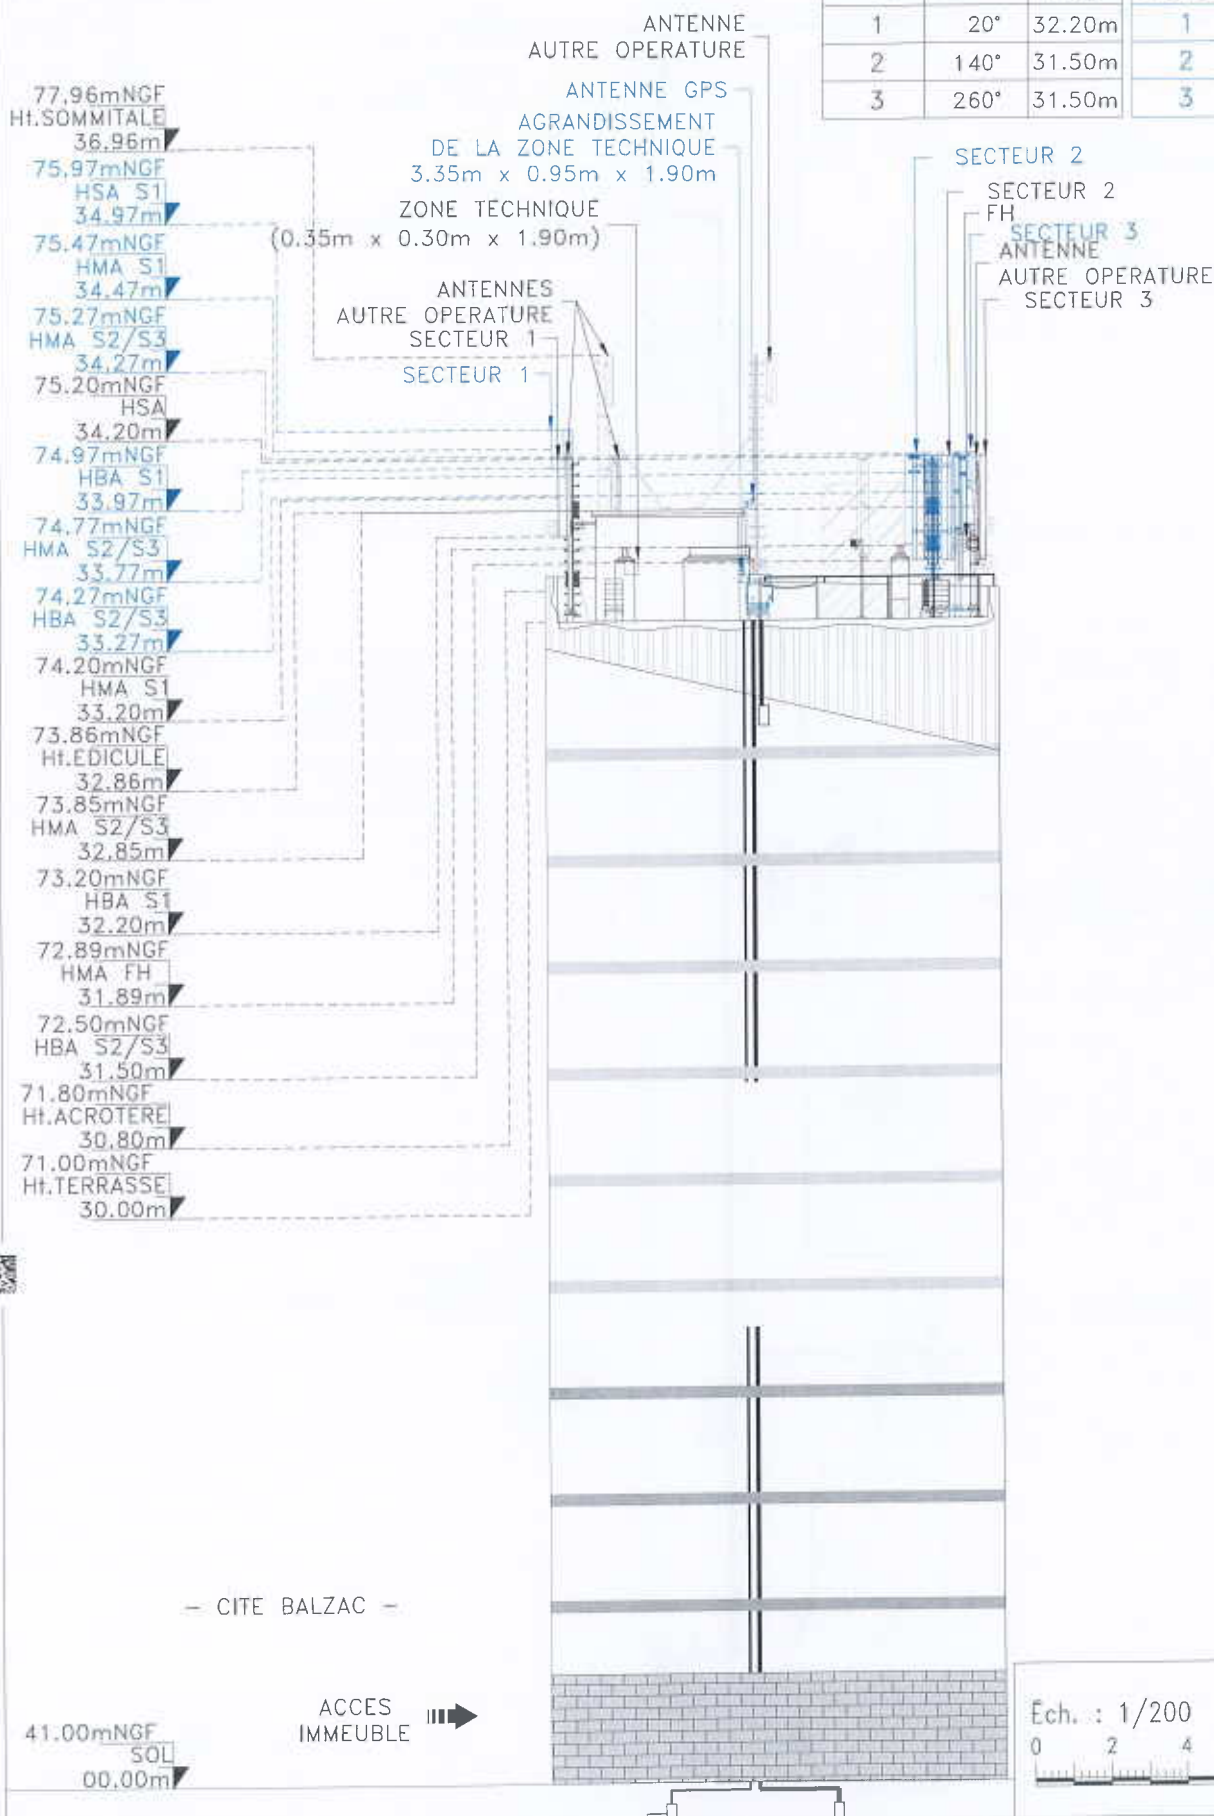 1 20° 32.20m 1
2 140° 31.50m 2
3 260° 31.50m 3
ANTENNE
AUTRE OPERATURE
ANTENNE GPS
AGRANDISSEMENT
DE LA ZONE TECHNIQUE
3.35m x 0.95m x 1.90m
ZONE TECHNIQUE
(0.35m x 0.30m x 1.90m)
ANTENNES
AUTRE OPERATURE
SECTEUR 1
SECTEUR 1
SECTEUR 2
SECTEUR 2
FH
SECTEUR 3
ANTENNE
AUTRE OPERATURE
SECTEUR 3
77.96mNGF
Ht.SOMMITALE
36.96m
75.97mNGF
HSA S1
34.97m
75.47mNGF
HMA S1
34.47m
75.27mNGF
HMA S2/S3
34.27m
75.20mNGF
HSA
34.20m
74.97mNGF
HBA S1
33.97m
74.77mNGF
HMA S2/S3
33.77m
74.27mNGF
HBA S2/S3
33.27m
74.20mNGF
HMA S1
33.20m
73.86mNGF
Ht.EDICULE
32.86m
73.85mNGF
HMA S2/S3
32.85m
73.20mNGF
HBA S1
32.20m
72.89mNGF
HMA FH
31.89m
72.50mNGF
HBA S2/S3
31.50m
71.80mNGF
Ht.ACROTERE
30.80m
71.00mNGF
Ht.TERRASSE
30.00m
- CITE BALZAC -
ACCES
IMMEUBLE
41.00mNGF
SOL
00.00m
Ech. : 1/200
0 2 4